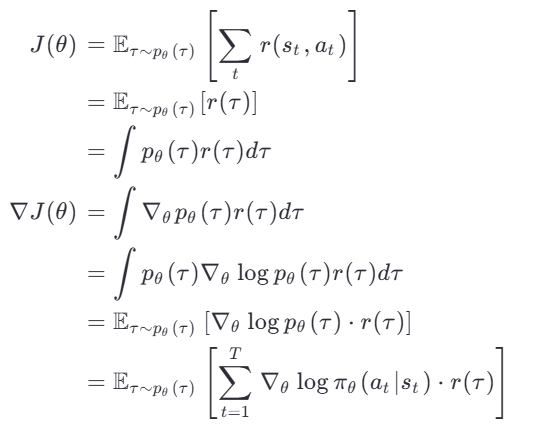 J(θ) = 𝔼_{τ∼p_θ(τ)} [∑_t r(s_t, a_t)]
= 𝔼_{τ∼p_θ(τ)} [r(τ)]
= ∫ p_θ(τ)r(τ)dτ
∇J(θ) = ∫ ∇_θ p_θ(τ)r(τ)dτ
= ∫ p_θ(τ)∇_θ log p_θ(τ)r(τ)dτ
= 𝔼_{τ∼p_θ(τ)} [∇_θ log p_θ(τ) · r(τ)]
= 𝔼_{τ∼p_θ(τ)} [∑_{t=1}^{T} ∇_θ log π_θ(a_t|s_t) · r(τ)]